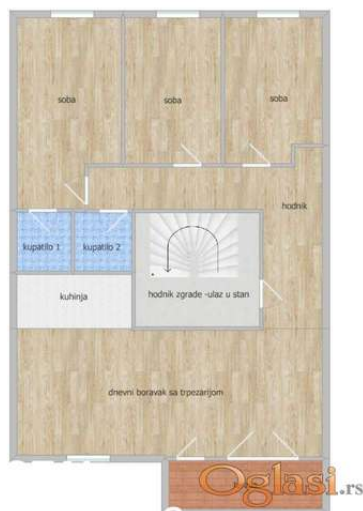 soba
soba
soba
hodnik
kupatilo 1
kupatilo 2
kuhinja
hodnik zgrade -ulaz u stan
dnevni boravak sa trpezarijom
Oglasi.rs